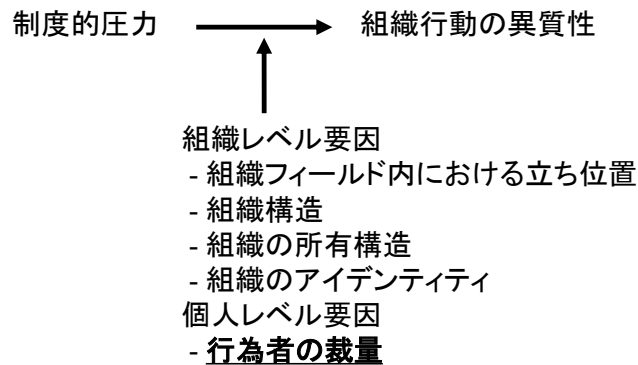 制度的圧力 組織行動の異質性
組織レベル要因
- 組織フィールド内における立ち位置
- 組織構造
- 組織の所有構造
- 組織のアイデンティティ
個人レベル要因
- 行為者の裁量